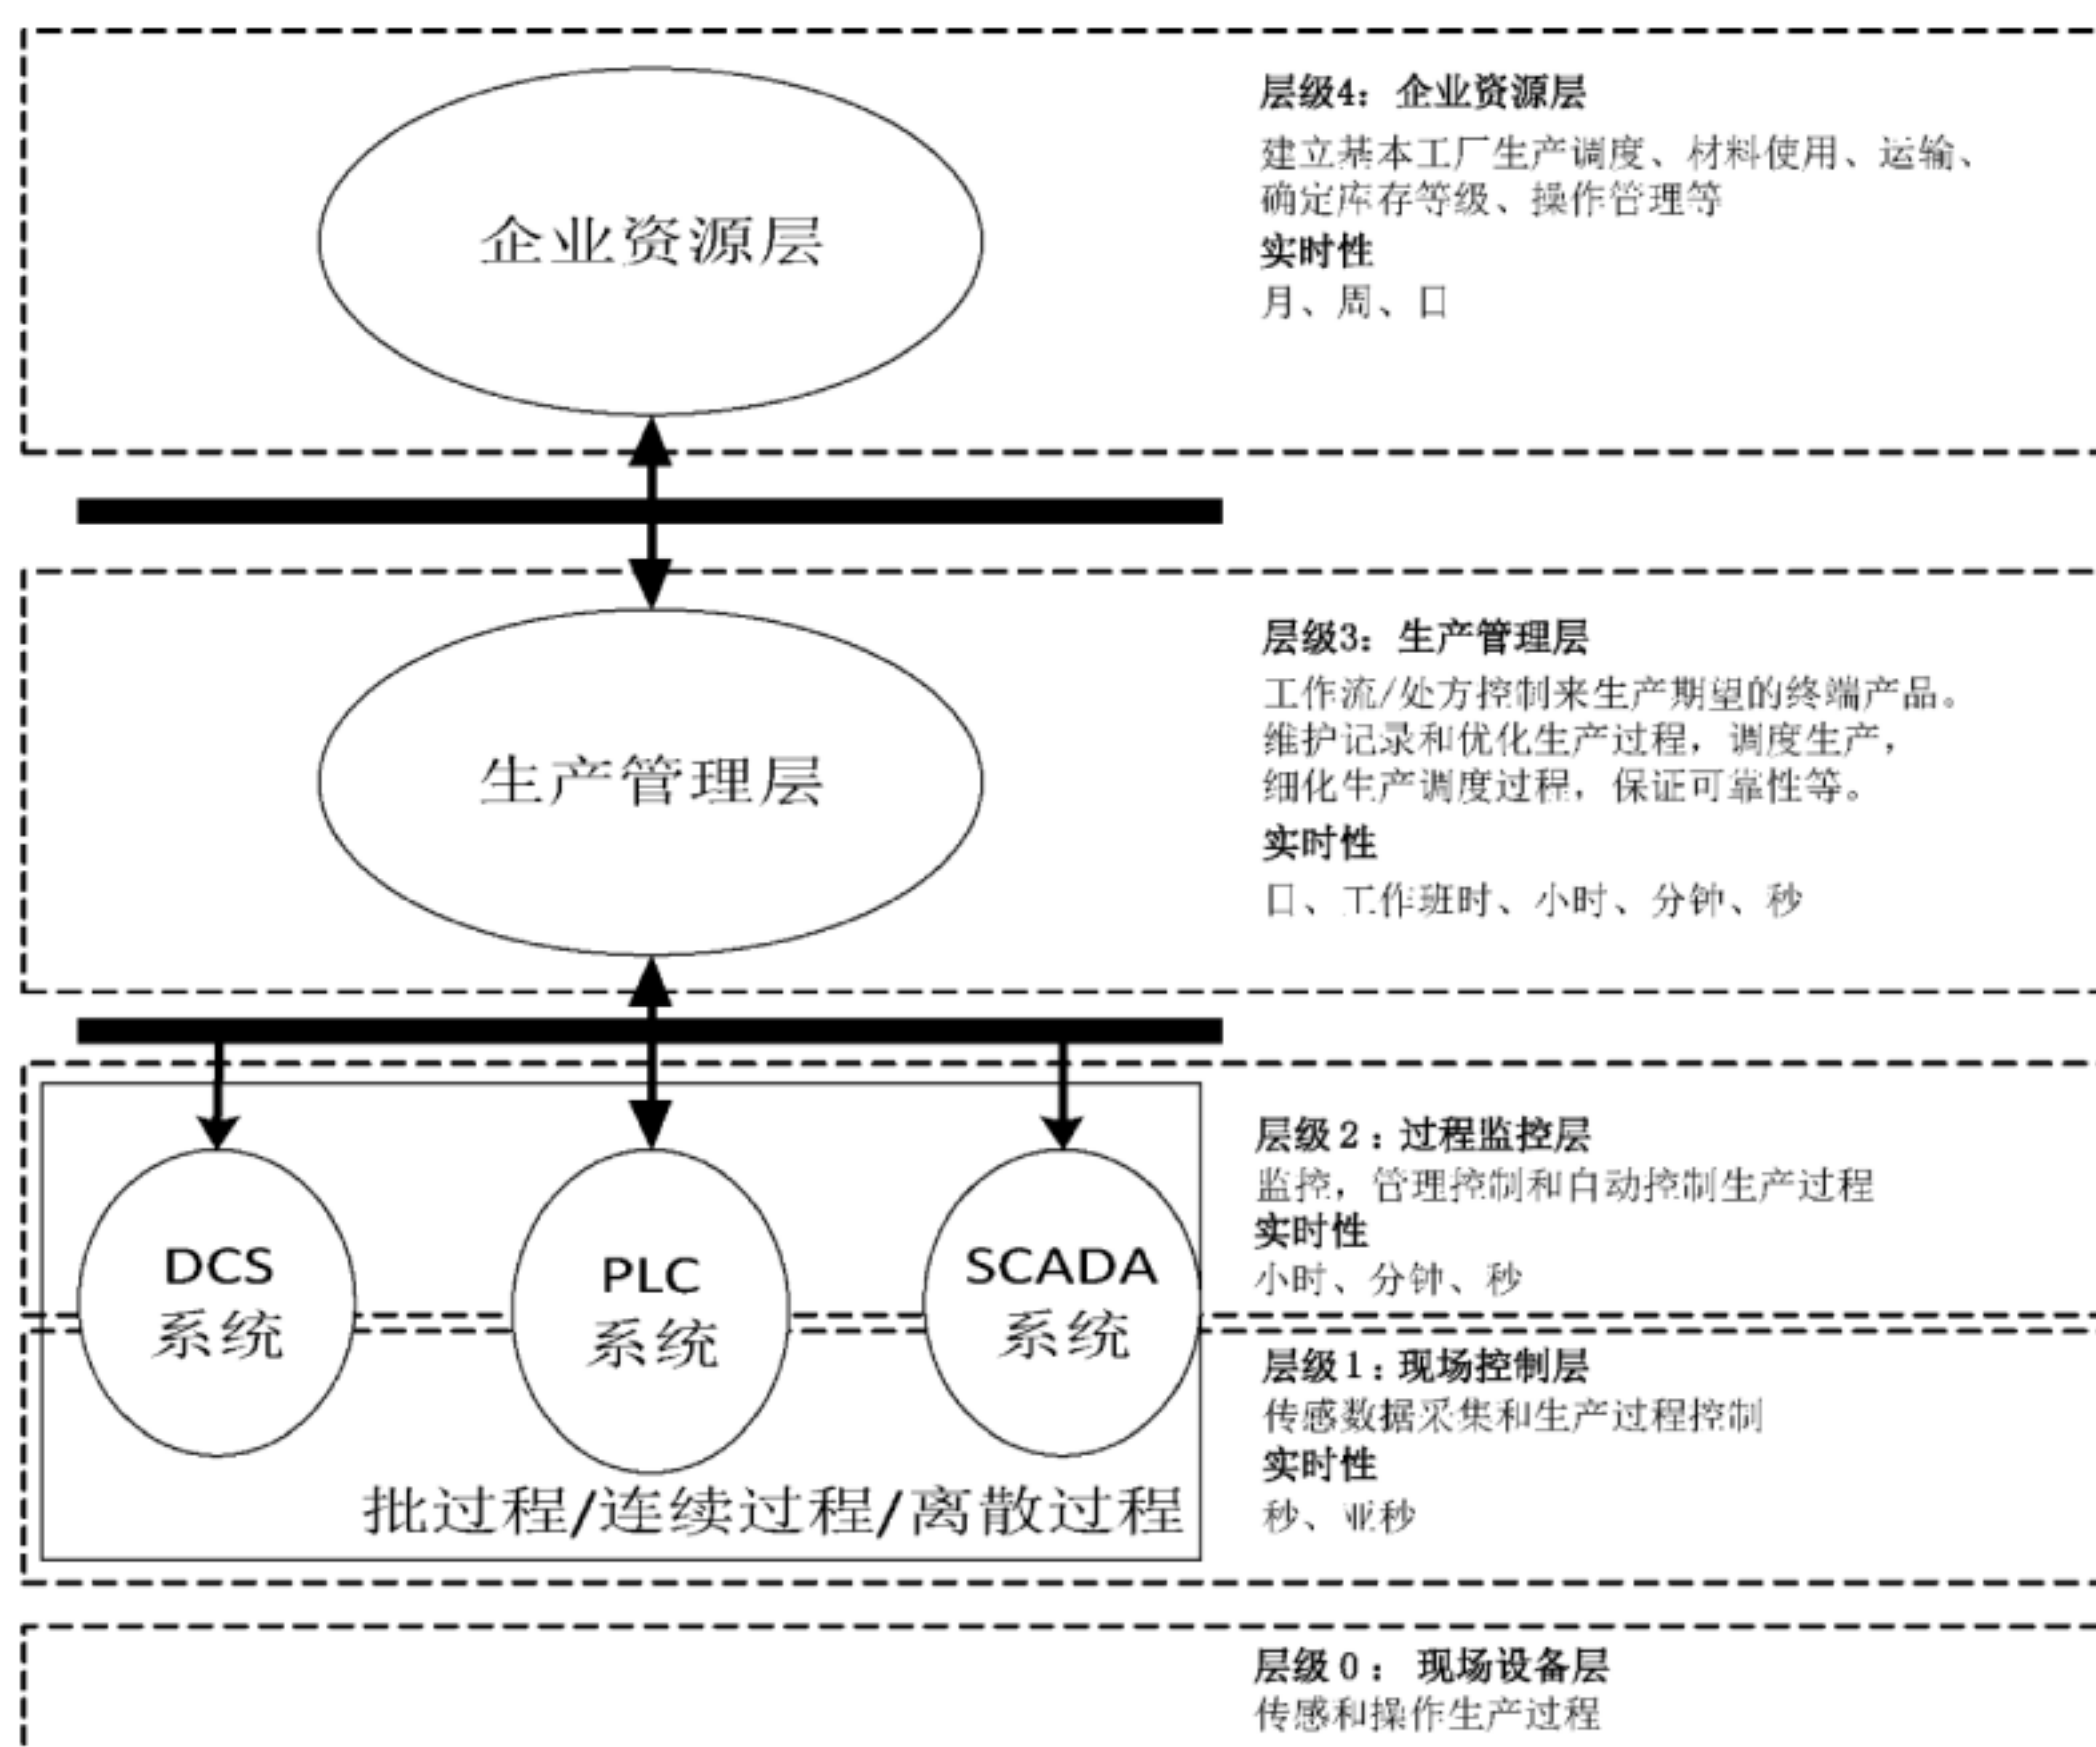 层级4：企业资源层
建立基本工厂生产调度、材料使用、运输、
确定库存等级、操作管理等
实时性
月、周、日
企业资源层
层级3：生产管理层
工作流/处方控制来生产期望的终端产品。
维护记录和优化生产过程，调度生产，
细化生产调度过程，保证可靠性等。
实时性
日、工作班时、小时、分钟、秒
生产管理层
层级2：过程监控层
监控，管理控制和自动控制生产过程
实时性
小时、分钟、秒
DCS
系统
PLC
系统
SCADA
系统
层级1：现场控制层
传感数据采集和生产过程控制
实时性
秒、亚秒
批过程/连续过程/离散过程
层级0： 现场设备层
传感和操作生产过程